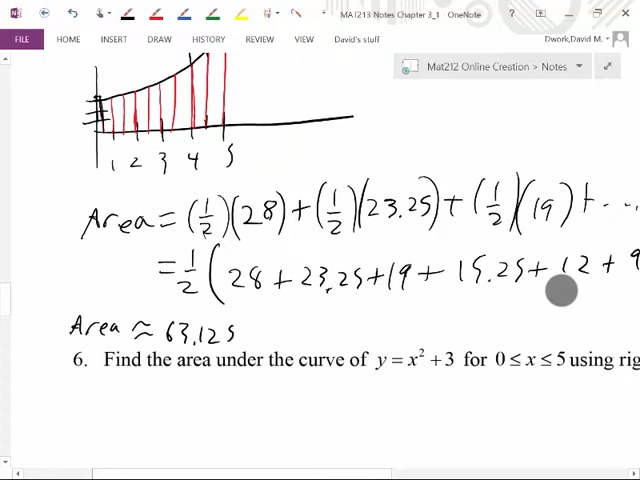 MAT213 Notes Chapter 3_1 - OneNote
FILE HOME INSERT DRAW HISTORY REVIEW VIEW David's stuff Dwork,David M.
Mat212 Online Creation > Notes
1 2 3 4 5
Area = (1/2)(28) + (1/2)(23.25) + (1/2)(19) + ...
= 1/2 (28 + 23.25 + 19 + 15.25 + 12 + 9
Area ≈ 63.125
6. Find the area under the curve of y = x² + 3 for 0 ≤ x ≤ 5 using rig